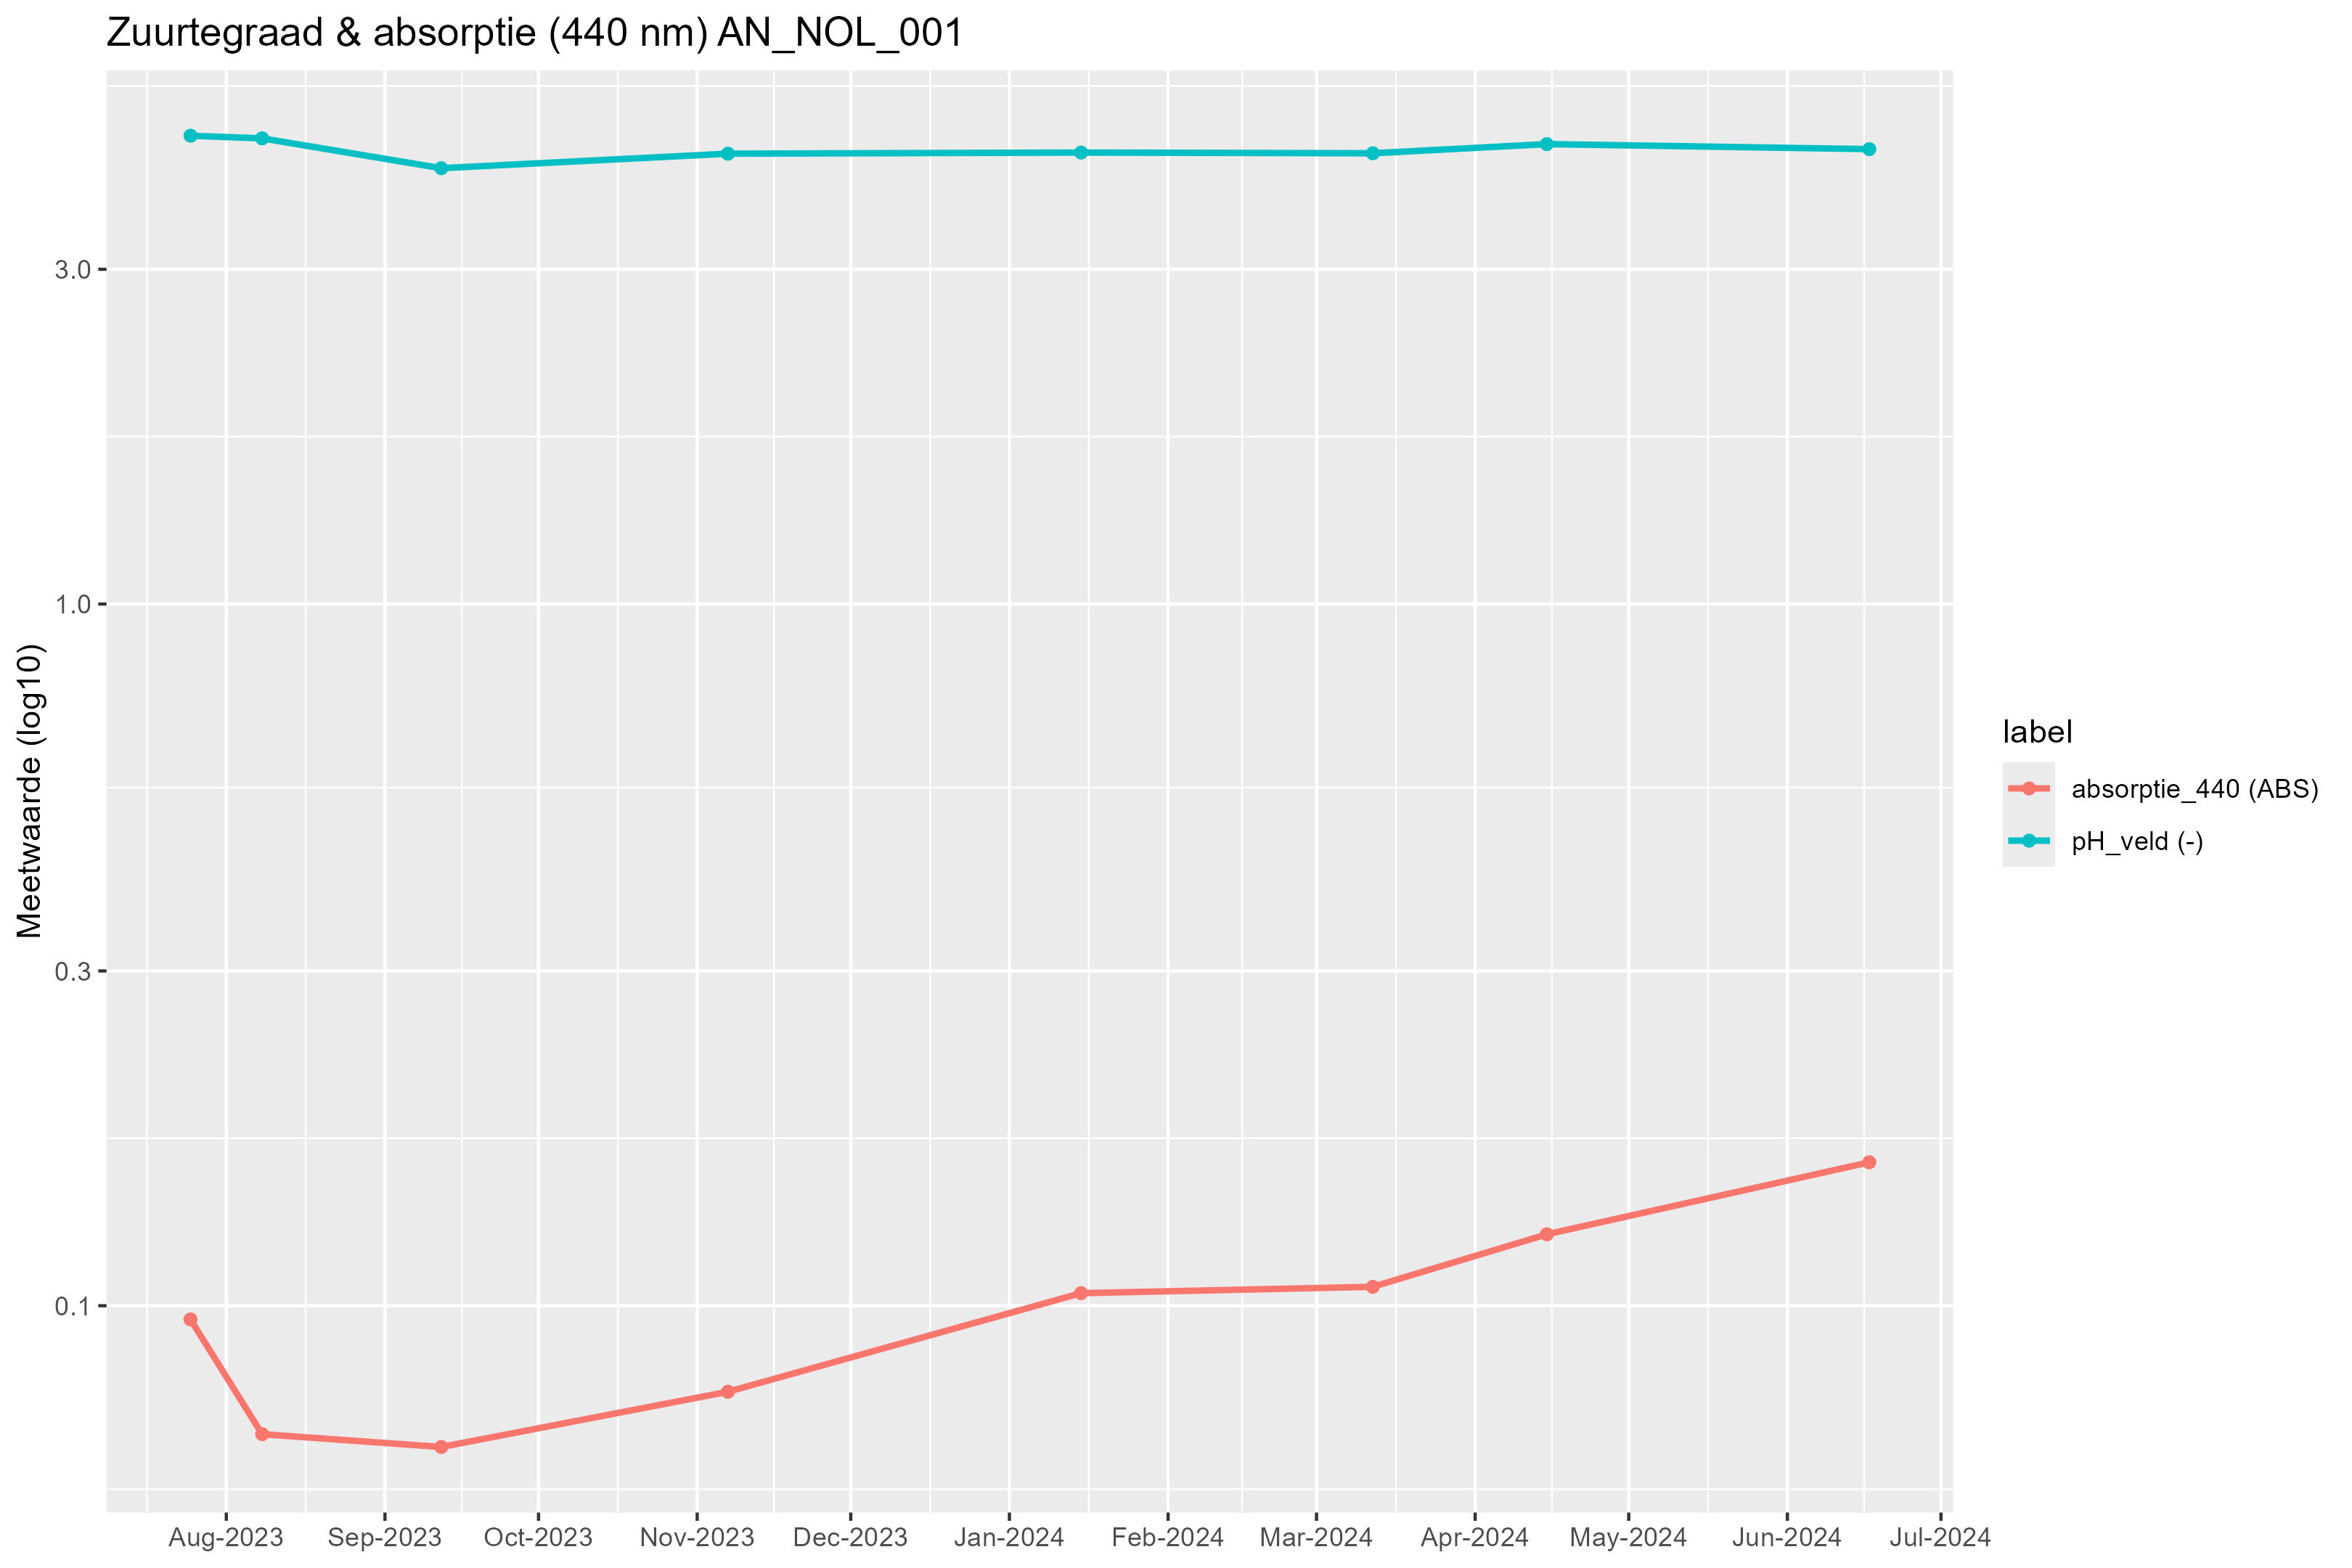 Zuurtegraad & absorptie (440 nm) AN_NOL_001
Meetwaarde (log10)
3.0
1.0
0.3
0.1
Aug-2023 Sep-2023 Oct-2023 Nov-2023 Dec-2023 Jan-2024 Feb-2024 Mar-2024 Apr-2024 May-2024 Jun-2024 Jul-2024
label
absorptie_440 (ABS)
pH_veld (-)